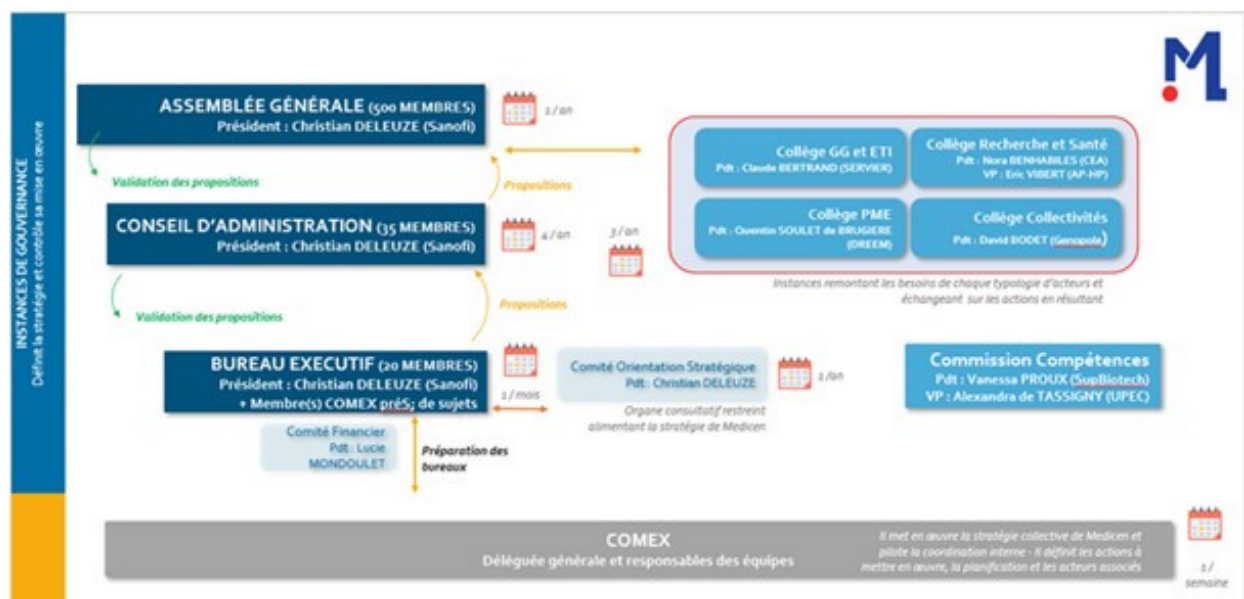 INSTANCES DE GOUVERNANCE
Définit la stratégie et contrôle sa mise en œuvre
ASSEMBLÉE GÉNÉRALE (500 MEMBRES)
Président : Christian DELEUZE (Sanofi)
1 / an
Validation des propositions
Propositions
CONSEIL D'ADMINISTRATION (35 MEMBRES)
Président : Christian DELEUZE (Sanofi)
4 / an
3 / an
Validation des propositions
Propositions
Collège GG et ETI
Pdt : Claude BERTRAND (SERVIER)
Collège Recherche et Santé
Pdt : Nora BENHABILES (CEA)
VP : Eric VIBERT (AP-HP)
Collège PME
Pdt : Quentin SOULET de BRUGIERE
(DREEM)
Collège Collectivités
Pdt : David BODET (Genopole)
Instances remontant les besoins de chaque typologie d'acteurs et
échangeant sur les actions en résultant
BUREAU EXECUTIF (20 MEMBRES)
Président : Christian DELEUZE (Sanofi)
+ Membre(s) COMEX préS; de sujets
1 / mois
Comité Orientation Stratégique
Pdt : Christian DELEUZE
1 /an
Organe consultatif restreint
alimentant la stratégie de Medicen
Commission Compétences
Pdt : Vanessa PROUX (SupBiotech)
VP : Alexandra de TASSIGNY (UPEC)
Comité Financier
Pdt : Lucie
MONDOULET
Préparation des
bureaux
COMEX
Déléguée générale et responsables des équipes
Il met en œuvre la stratégie collective de Medicen et
pilote la coordination interne - Il définit les actions à
mettre en œuvre, la planification et les acteurs associés
1 /
semaine